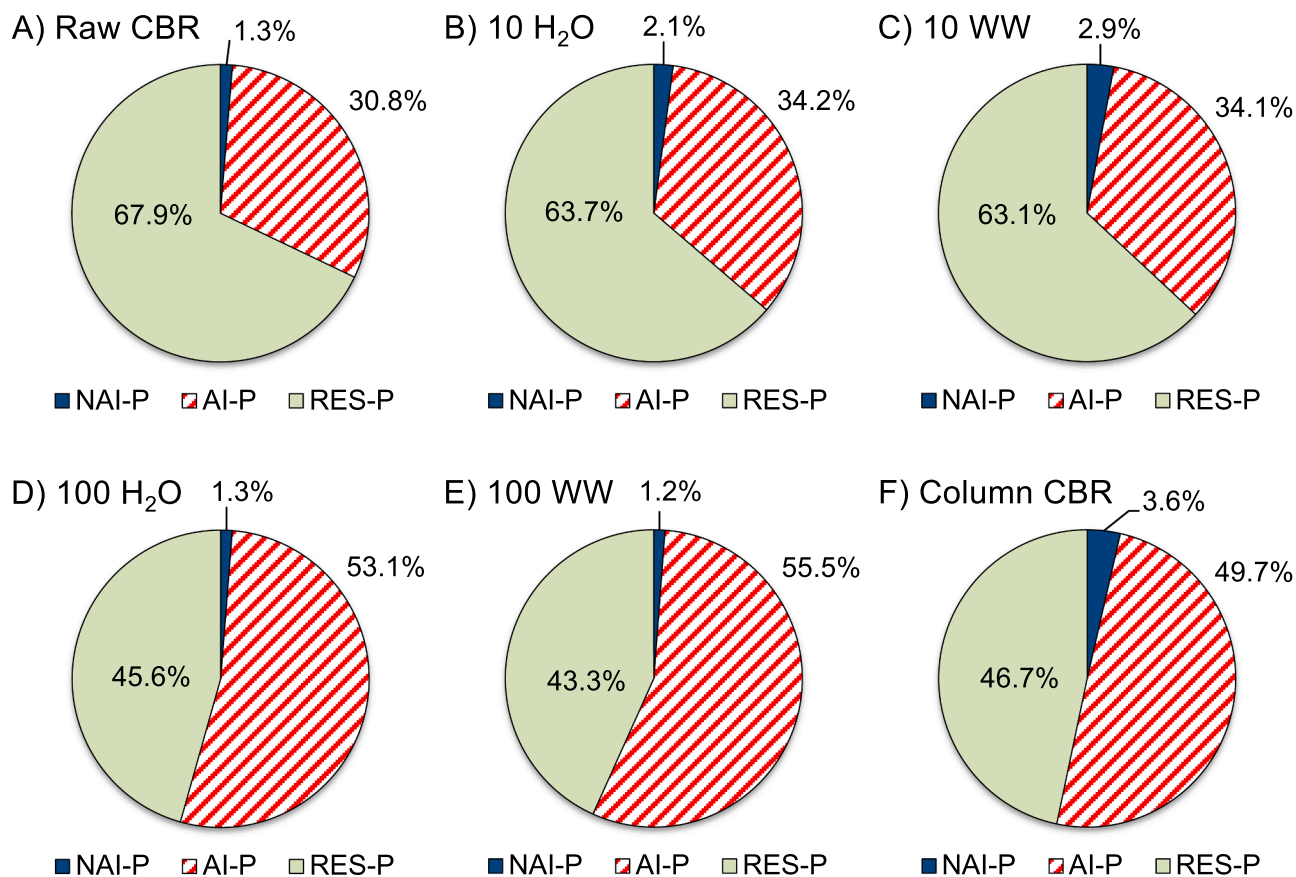 A) Raw CBR
1.3%
30.8%
67.9%
NAI-P AI-P RES-P
B) 10 H₂O
2.1%
34.2%
63.7%
NAI-P AI-P RES-P
C) 10 WW
2.9%
34.1%
63.1%
NAI-P AI-P RES-P
D) 100 H₂O
1.3%
53.1%
45.6%
NAI-P AI-P RES-P
E) 100 WW
1.2%
55.5%
43.3%
NAI-P AI-P RES-P
F) Column CBR
3.6%
49.7%
46.7%
NAI-P AI-P RES-P